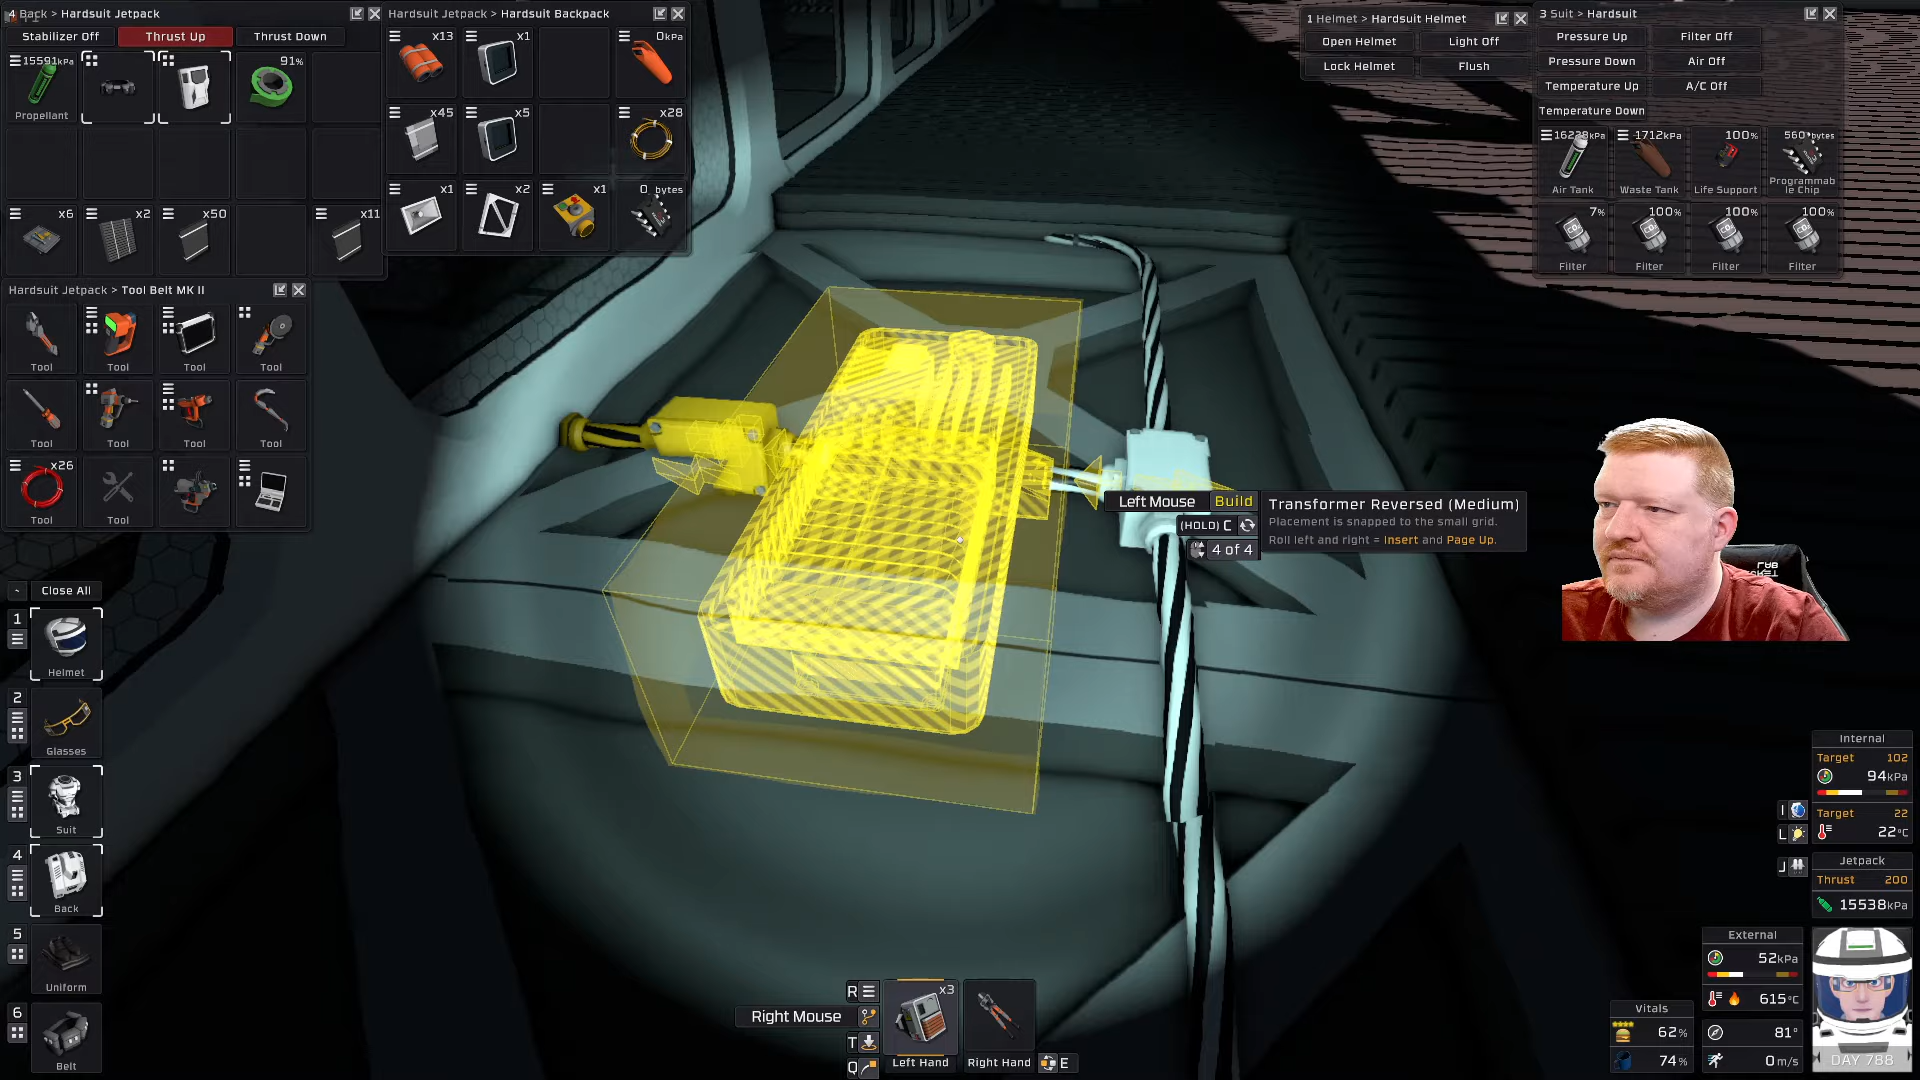 4 Back > Hardsuit Jetpack
Stabilizer Off
Thrust Up
Thrust Down
15591kPa
Propellant
91%
x6
x2
x50
x11
Hardsuit Jetpack > Hardsuit Backpack
x13
x1
0kPa
x45
x5
x28
x1
x2
x1
0 bytes
Hardsuit Jetpack > Tool Belt MK II
Tool
Tool
Tool
Tool
Tool
Tool
Tool
Tool
x26
Tool
Tool
1 Helmet > Hardsuit Helmet
Open Helmet
Light Off
Lock Helmet
Flush
3 Suit > Hardsuit
Pressure Up
Filter Off
Pressure Down
Air Off
Temperature Up
A/C Off
Temperature Down
1712kPa
100%
Air Tank
Waste Tank
Life Support
Programmab
le Chip
7%
100%
100%
100%
Filter
Filter
Filter
Filter
Left Mouse
Build
(HOLD) C
4 of 4
Transformer Reversed (Medium)
Placement is snapped to the small grid.
Roll left and right = Insert and Page Up.
~
Close All
1
Helmet
2
Glasses
3
Suit
4
Back
5
Uniform
6
Belt
R
Right Mouse
T
Q
x3
Left Hand
Right Hand
E
Internal
Target 102
94kPa
Target 22
22°C
I
L
J
Jetpack
Thrust 200
15538kPa
External
52kPa
615°C
81°
0m/s
Vitals
62%
74%
DAY 788